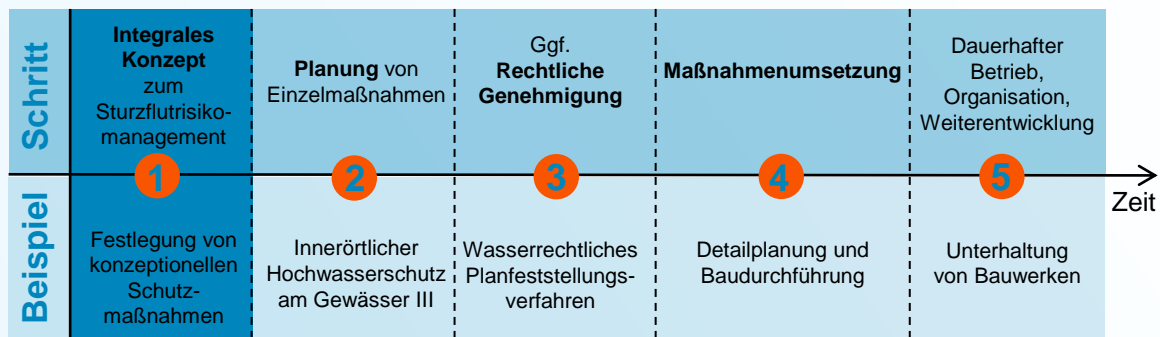 Schritt
Integrales
Konzept
zum
Sturzflutrisiko-
management
Planung von
Einzelmaßnahmen
Ggf.
Rechtliche
Genehmigung
Maßnahmenumsetzung
Dauerhafter
Betrieb,
Organisation,
Weiterentwicklung
1
2
3
4
5
Zeit
Beispiel
Festlegung von
konzeptionellen
Schutz-
maßnahmen
Innerörtlicher
Hochwasserschutz
am Gewässer III
Wasserrechtliches
Planfeststellungs-
verfahren
Detailplanung und
Baudurchführung
Unterhaltung
von Bauwerken